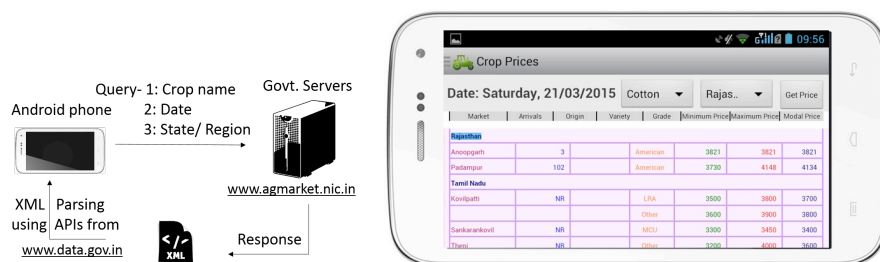 Query- 1: Crop name
2: Date
3: State/ Region
Android phone
Govt. Servers
www.agmarket.nic.in
XML Parsing
using APIs from
www.data.gov.in
</>
XML
Response
09:56
Crop Prices
Date: Saturday, 21/03/2015 Cotton Rajas.. Get Price
Market Arrivals Origin Variety Grade Minimum Price Maximum Price Modal Price
Rajasthan
Anoopgarh 3 American 3821 3821 3821
Padampur 102 American 3730 4148 4134
Tamil Nadu
Kovilpatti NR LRA 3500 3800 3700
Other 3600 3900 3800
Sankarankovil NR MCU 3300 3450 3400
Theni NR Other 3200 4000 3600